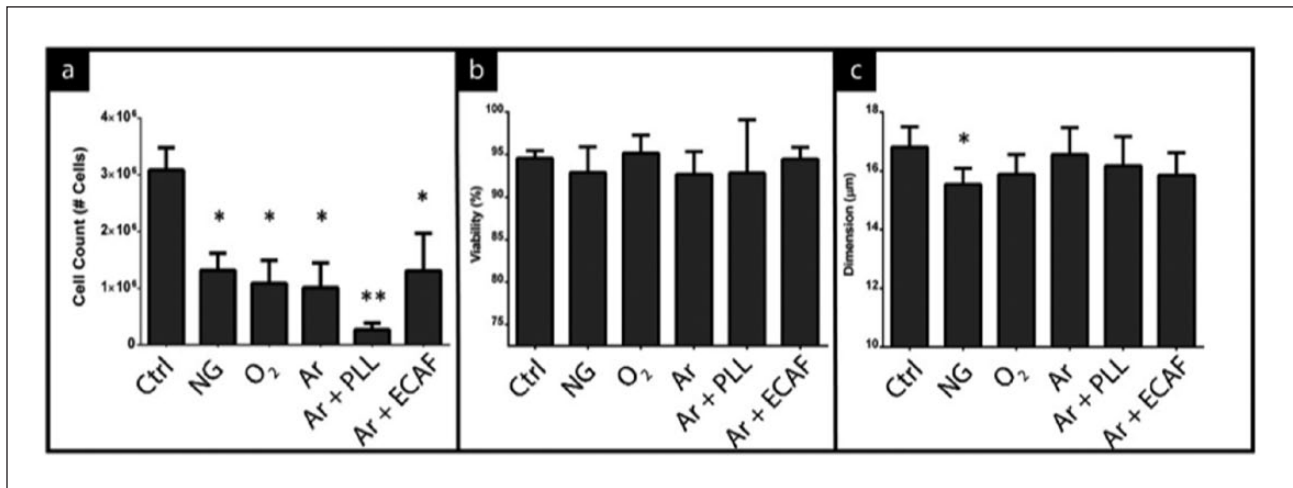 a
Cell Count (# Cells)
4×10⁶
3×10⁶
2×10⁶
1×10⁶
0
*
*
*
**
*
Ctrl
NG
O₂
Ar
Ar + PLL
Ar + ECAF
b
Viability (%)
100
95
90
85
80
75
Ctrl
NG
O₂
Ar
Ar + PLL
Ar + ECAF
c
Dimension (μm)
18
16
14
12
10
*
Ctrl
NG
O₂
Ar
Ar + PLL
Ar + ECAF